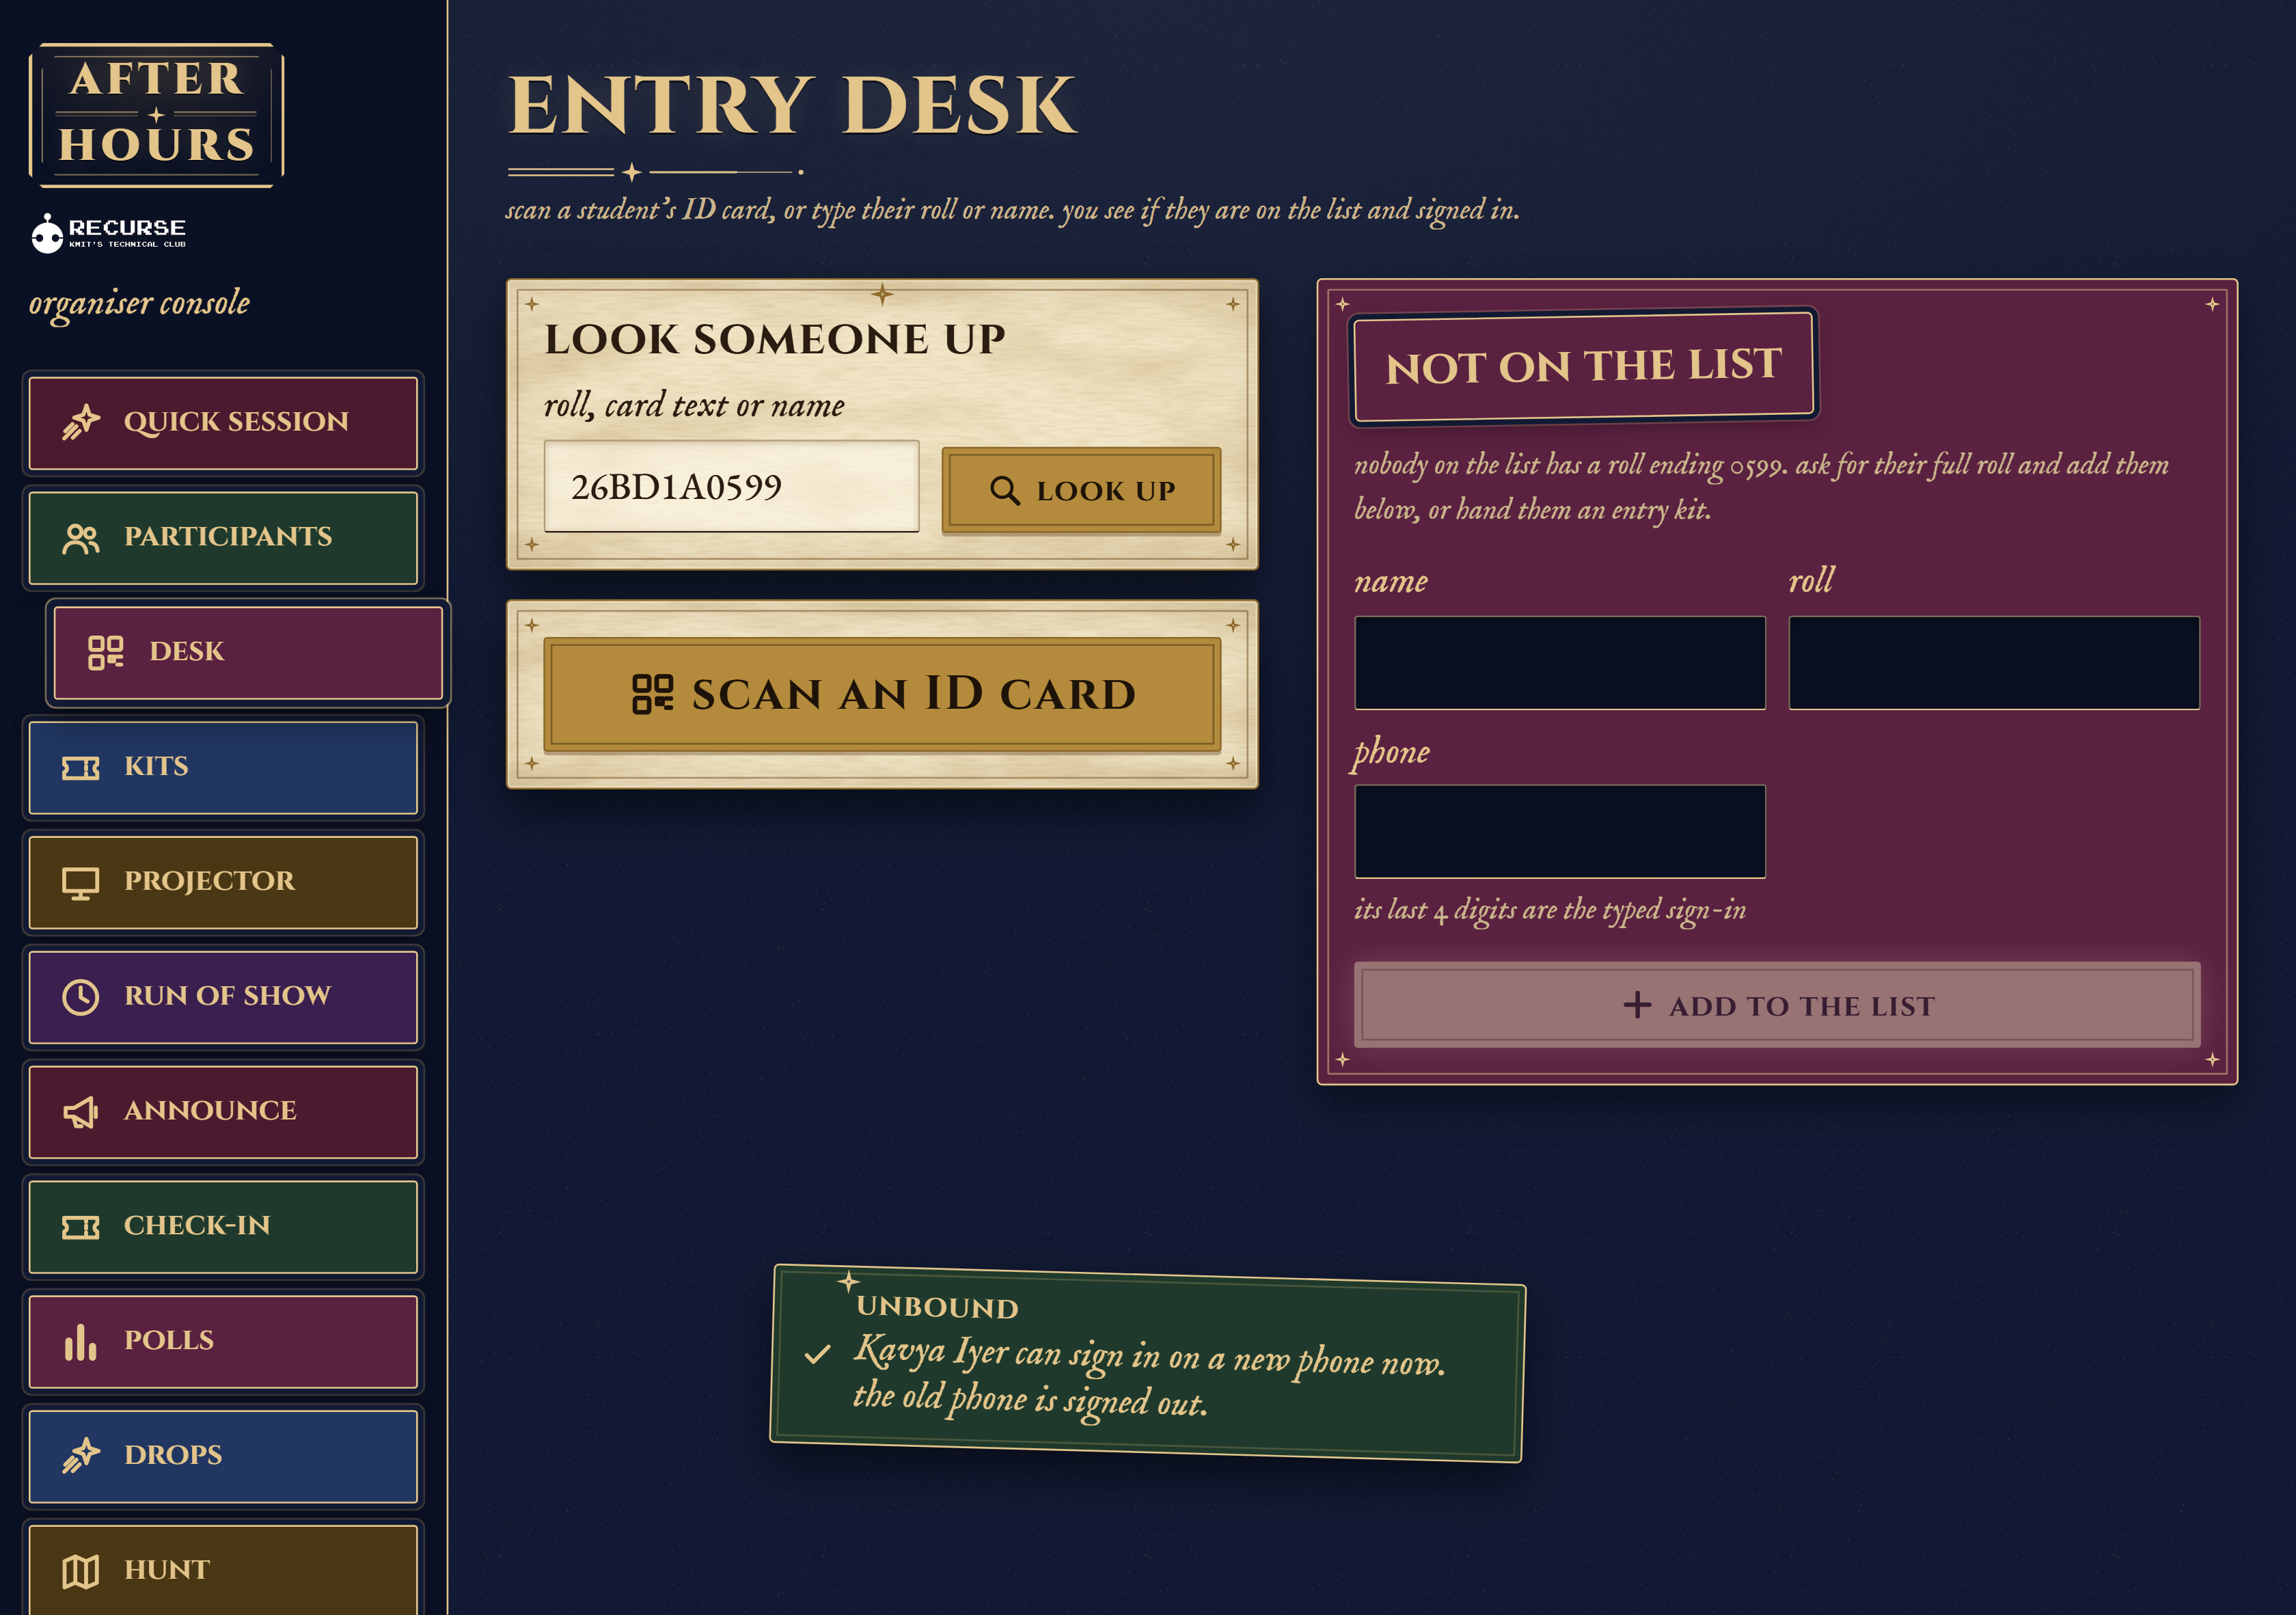 AFTER
HOURS
RECURSE
KMIT'S TECHNICAL CLUB
organiser console
QUICK SESSION
PARTICIPANTS
DESK
KITS
PROJECTOR
RUN OF SHOW
ANNOUNCE
CHECK-IN
POLLS
DROPS
HUNT
ENTRY DESK
scan a student's ID card, or type their roll or name. you see if they are on the list and signed in.
LOOK SOMEONE UP
roll, card text or name
26BD1A0599
LOOK UP
SCAN AN ID CARD
NOT ON THE LIST
nobody on the list has a roll ending 0599. ask for their full roll and add them
below, or hand them an entry kit.
name
roll
phone
its last 4 digits are the typed sign-in
ADD TO THE LIST
UNBOUND
Kavya Iyer can sign in on a new phone now.
the old phone is signed out.